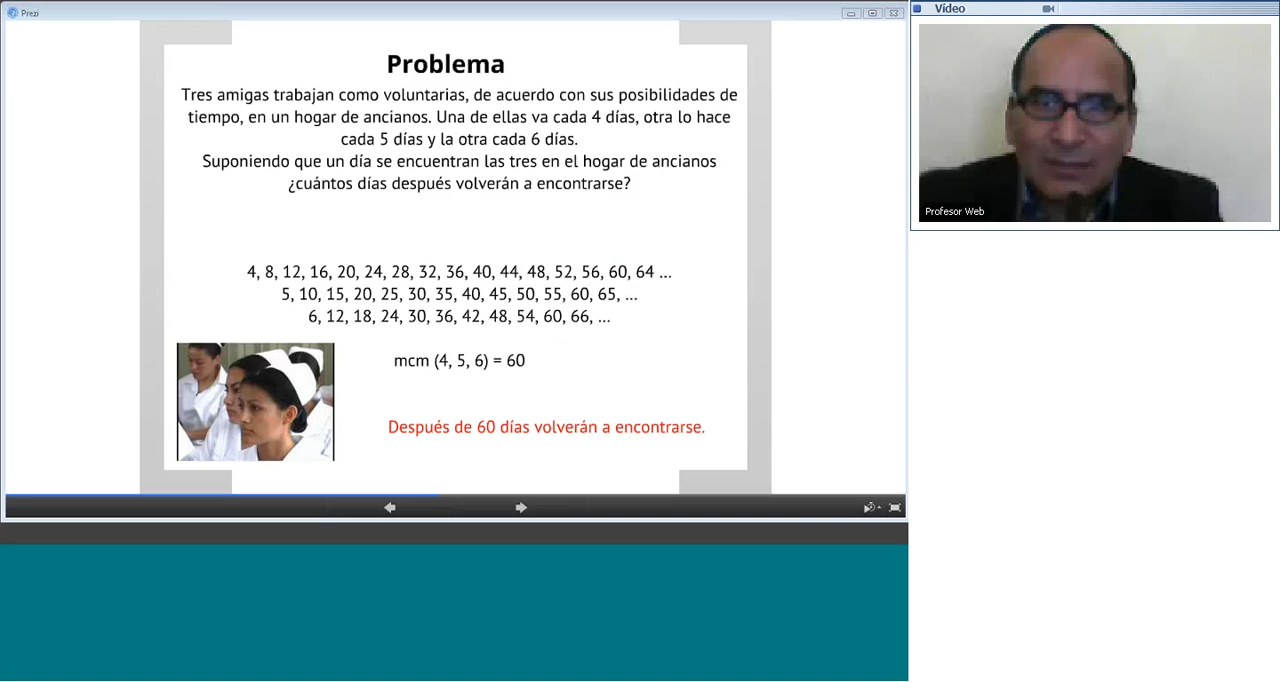 Prezi
Vídeo
Problema
Tres amigas trabajan como voluntarias, de acuerdo con sus posibilidades de
tiempo, en un hogar de ancianos. Una de ellas va cada 4 días, otra lo hace
cada 5 días y la otra cada 6 días.
Suponiendo que un día se encuentran las tres en el hogar de ancianos
¿cuántos días después volverán a encontrarse?
4, 8, 12, 16, 20, 24, 28, 32, 36, 40, 44, 48, 52, 56, 60, 64 ...
5, 10, 15, 20, 25, 30, 35, 40, 45, 50, 55, 60, 65, ...
6, 12, 18, 24, 30, 36, 42, 48, 54, 60, 66, ...
mcm (4, 5, 6) = 60
Después de 60 días volverán a encontrarse.
Profesor Web